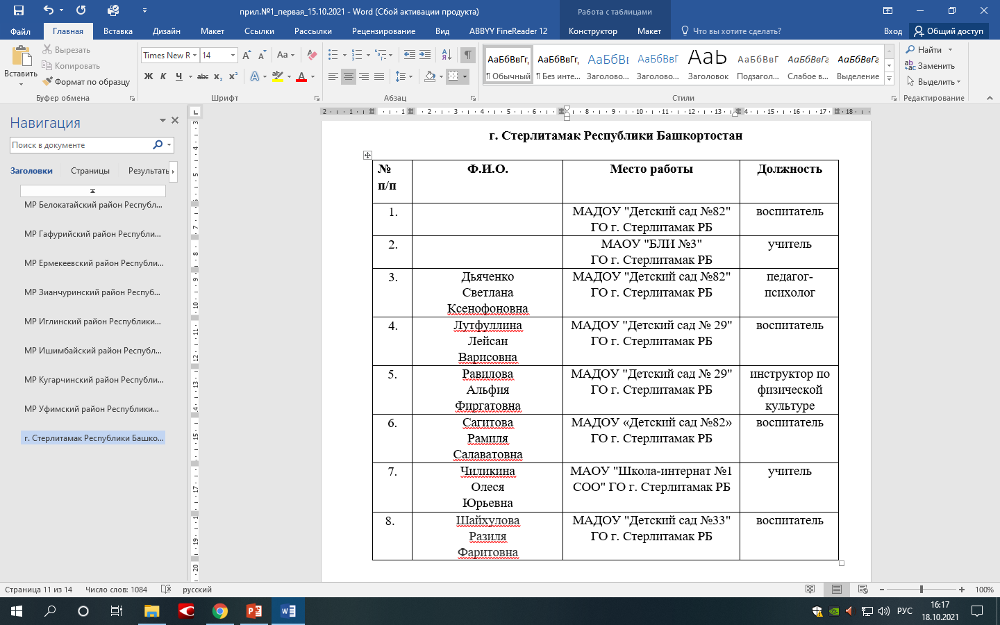 прил.№1_первая_15.10.2021 - Word (Сбой активации продукта)
Работа с таблицами
Файл Главная Вставка Дизайн Макет Ссылки Рассылки Рецензирование Вид ABBYY FineReader 12 Конструктор Макет Что вы хотите сделать? Вход Общий доступ
Вставить
Вырезать
Копировать
Формат по образцу
Буфер обмена
Times New R 14
Ж К Ч abc x₂ x²
Шрифт
Абзац
АаБбВвГг, АаБбВвГг, АаБбВı АаБбВвГ АаБ АаБбВвГ АаБбВвГг АаБбВвГг
¶ Обычный ¶ Без инте... Заголово... Заголово... Заголовок Подзагол... Слабое в... Выделение
Стили
Найти
Заменить
Выделить
Редактирование
Навигация
Поиск в документе
Заголовки Страницы Результаты
МР Белокатайский район Республ...
МР Гафурийский район Республи...
МР Ермекеевский район Республи...
МР Зианчуринский район Респуб...
МР Иглинский район Республики...
МР Ишимбайский район Республ...
МР Кугарчинский район Республи...
МР Уфимский район Республики...
г. Стерлитамак Республики Башко...
г. Стерлитамак Республики Башкортостан
№ п/п Ф.И.О. Место работы Должность
1. МАДОУ "Детский сад №82" воспитатель
ГО г. Стерлитамак РБ
2. МАОУ "БЛИ №3" учитель
ГО г. Стерлитамак РБ
3. Дьяченко МАДОУ "Детский сад №82" педагог-
Светлана ГО г. Стерлитамак РБ психолог
Ксенофоновна
4. Лутфуллина МАДОУ "Детский сад № 29" воспитатель
Лейсан ГО г. Стерлитамак РБ
Варисовна
5. Равилова МАДОУ "Детский сад № 29" инструктор по
Альфия ГО г. Стерлитамак РБ физической
Фиргатовна культуре
6. Сагитова МАДОУ «Детский сад №82» воспитатель
Рамиля ГО г. Стерлитамак РБ
Салаватовна
7. Чиликина МАОУ "Школа-интернат №1 учитель
Олеся СОО" ГО г. Стерлитамак РБ
Юрьевна
8. Шайхулова МАДОУ "Детский сад №33" воспитатель
Разиля ГО г. Стерлитамак РБ
Фаритовна
Страница 11 из 14 Число слов: 1084 русский 100%
РУС 16:17
18.10.2021